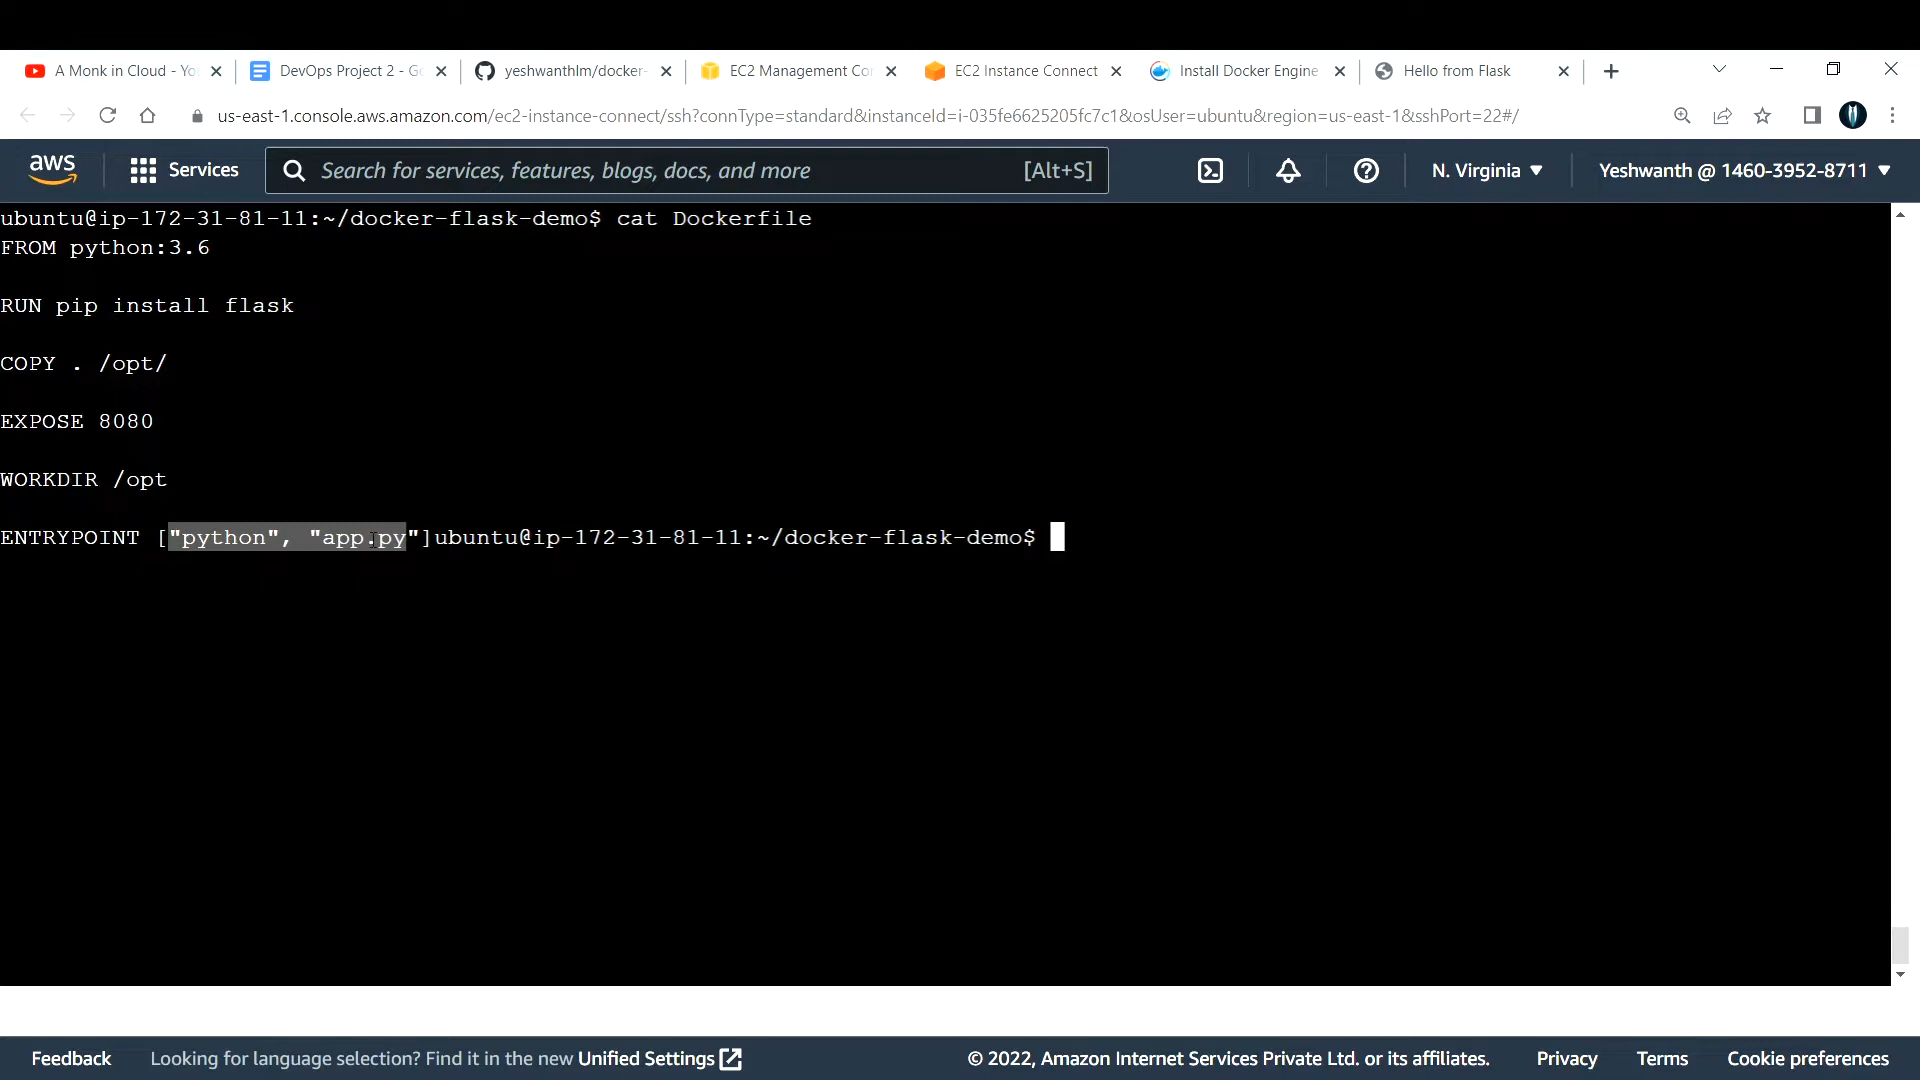 A Monk in Cloud - Yo
DevOps Project 2 - Go
yeshwanthlm/docker-
EC2 Management Con
EC2 Instance Connect
Install Docker Engine
Hello from Flask
us-east-1.console.aws.amazon.com/ec2-instance-connect/ssh?connType=standard&instanceId=i-035fe6625205fc7c1&osUser=ubuntu&region=us-east-1&sshPort=22#/
aws
Services
Search for services, features, blogs, docs, and more
[Alt+S]
N. Virginia
Yeshwanth @ 1460-3952-8711
ubuntu@ip-172-31-81-11:~/docker-flask-demo$ cat Dockerfile
FROM python:3.6
RUN pip install flask
COPY . /opt/
EXPOSE 8080
WORKDIR /opt
ENTRYPOINT ["python", "app.py"]ubuntu@ip-172-31-81-11:~/docker-flask-demo$
Feedback
Looking for language selection? Find it in the new Unified Settings
© 2022, Amazon Internet Services Private Ltd. or its affiliates.
Privacy
Terms
Cookie preferences